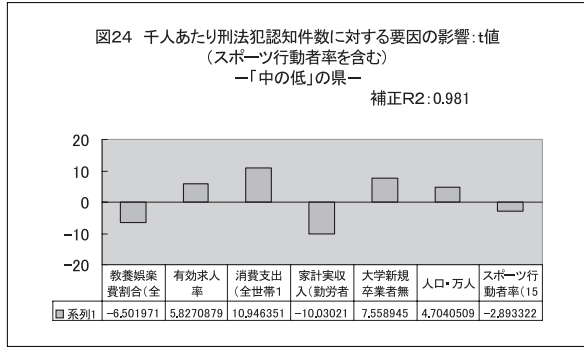 図24 千人あたり刑法犯認知件数に対する要因の影響:t値
(スポーツ行動者率を含む)
ー「中の低」の県ー
補正R2:0.981
20
10
0
-10
-20
教養娯楽費割合(全 有効求人率 消費支出(全世帯1 家計実収入(勤労者 大学新規卒業者無 人口・万人 スポーツ行動者率(15
系列1 -6.501971 5.8270879 10.946351 -10.03021 7.558945 4.7040509 -2.893322